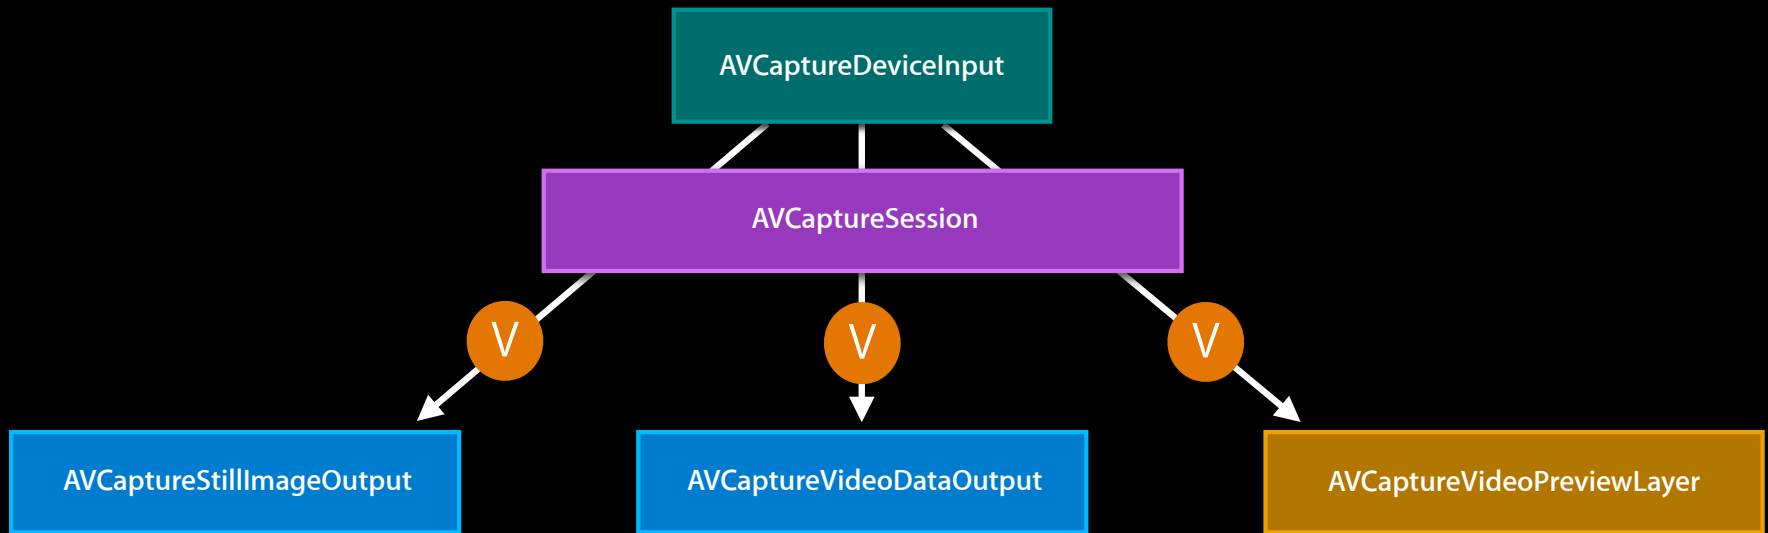 AVCaptureDeviceInput
AVCaptureSession
V V V
AVCaptureStillImageOutput
AVCaptureVideoDataOutput
AVCaptureVideoPreviewLayer